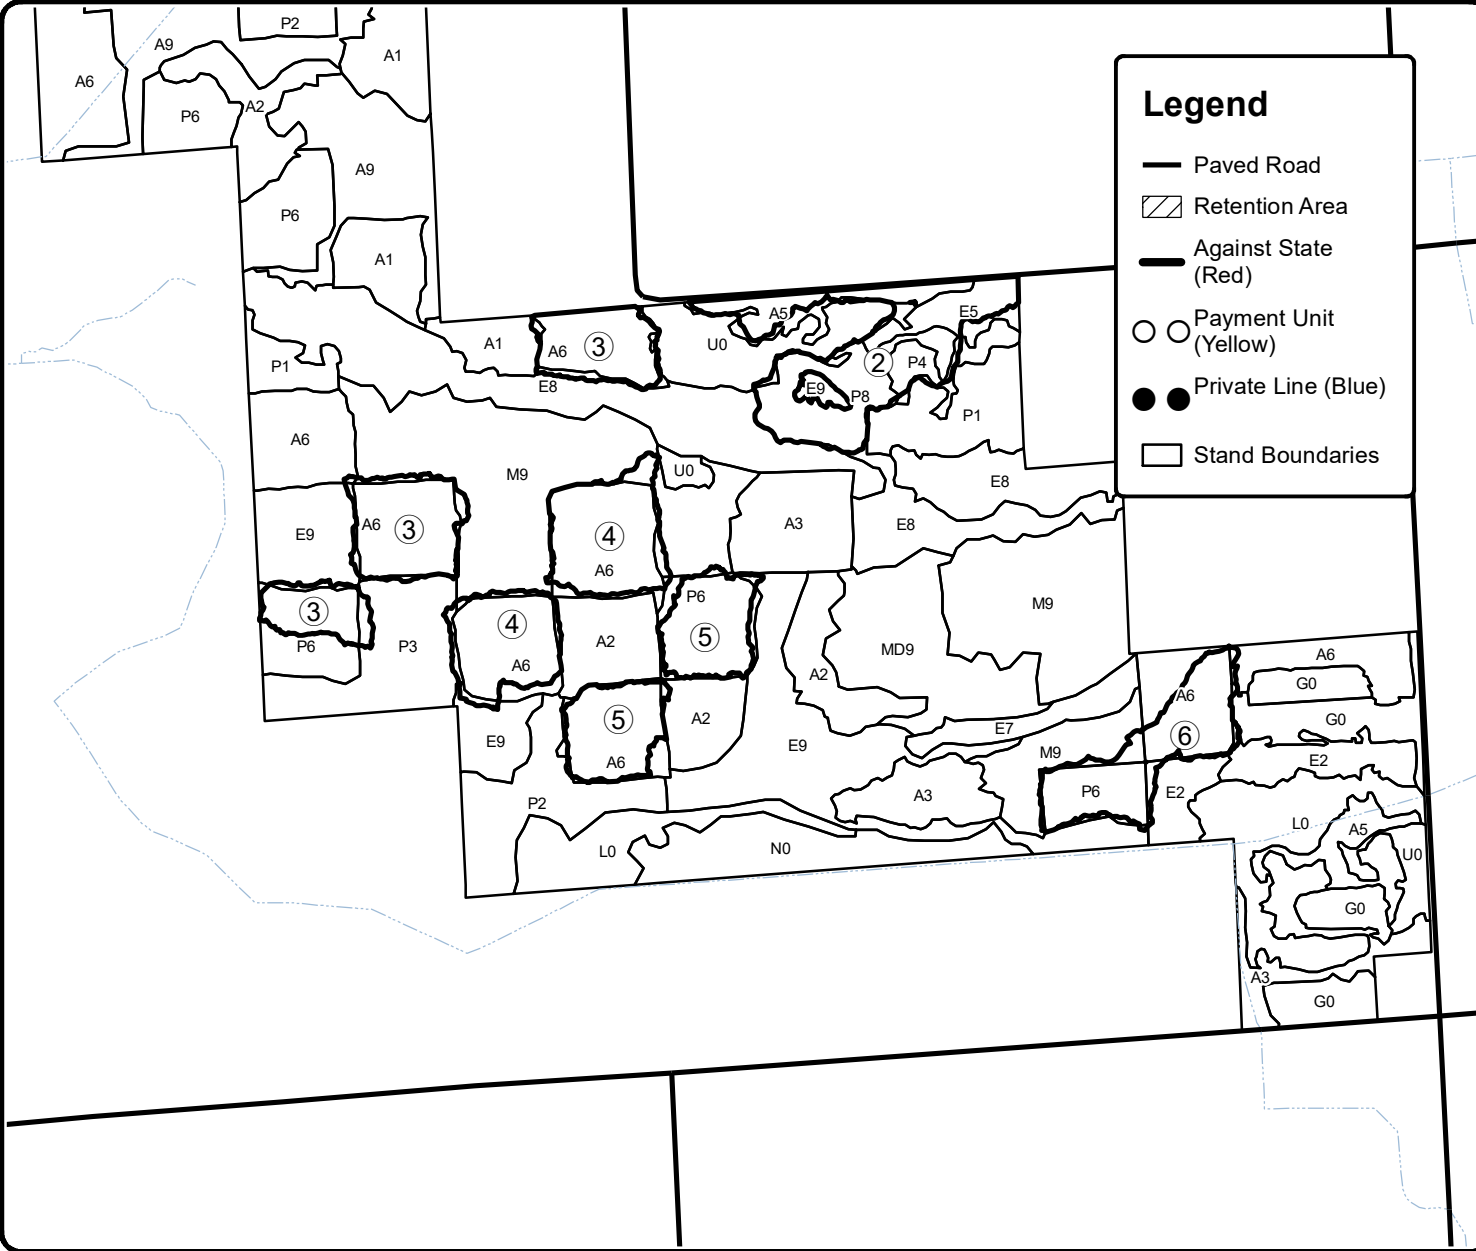 P2
A9
A1
A6
A2
P6
A9
P6
A1
Legend
Paved Road
Retention Area
Against State
(Red)
Payment Unit
(Yellow)
Private Line (Blue)
Stand Boundaries
A5
E5
A1
A6
3
U0
2
P4
P1
E8
E9
P8
P1
A6
M9
U0
E8
E9
A6
3
4
A6
A3
E8
P6
M9
3
P6
P3
4
A6
A2
5
MD9
A2
A6
G0
A6
E9
5
A6
A2
E9
E7
M9
6
G0
E2
P2
A3
P6
E2
L0
N0
L0
A5
U0
G0
A3
G0